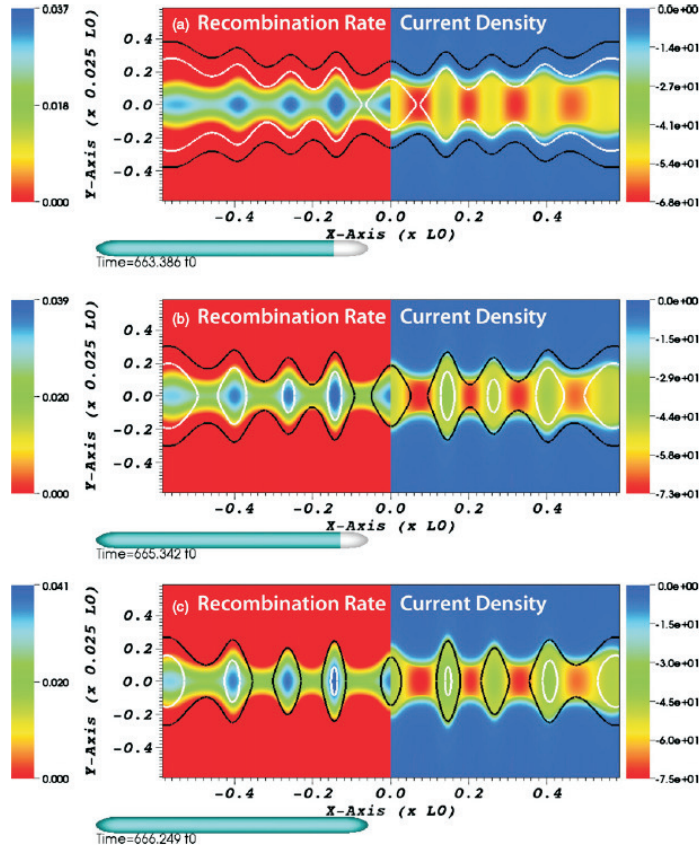 0.037
0.018
0.000
(a) Recombination Rate
Current Density
0.0e+00
-1.4e+01
-2.7e+01
-4.1e+01
-5.4e+01
-6.8e+01
Y-Axis (x 0.025 L0)
0.4
0.2
0.0
-0.2
-0.4
-0.4 -0.2 0.0 0.2 0.4
X-Axis (x L0)
Time=663.386 t0
0.039
0.020
0.000
(b) Recombination Rate
Current Density
0.0e+00
-1.5e+01
-2.9e+01
-4.4e+01
-5.8e+01
-7.3e+01
Y-Axis (x 0.025 L0)
0.4
0.2
0.0
-0.2
-0.4
-0.4 -0.2 0.0 0.2 0.4
X-Axis (x L0)
Time=665.342 t0
0.041
0.020
0.000
(c) Recombination Rate
Current Density
0.0e+00
-1.5e+01
-3.0e+01
-4.5e+01
-6.0e+01
-7.5e+01
Y-Axis (x 0.025 L0)
0.4
0.2
0.0
-0.2
-0.4
-0.4 -0.2 0.0 0.2 0.4
X-Axis (x L0)
Time=666.249 t0